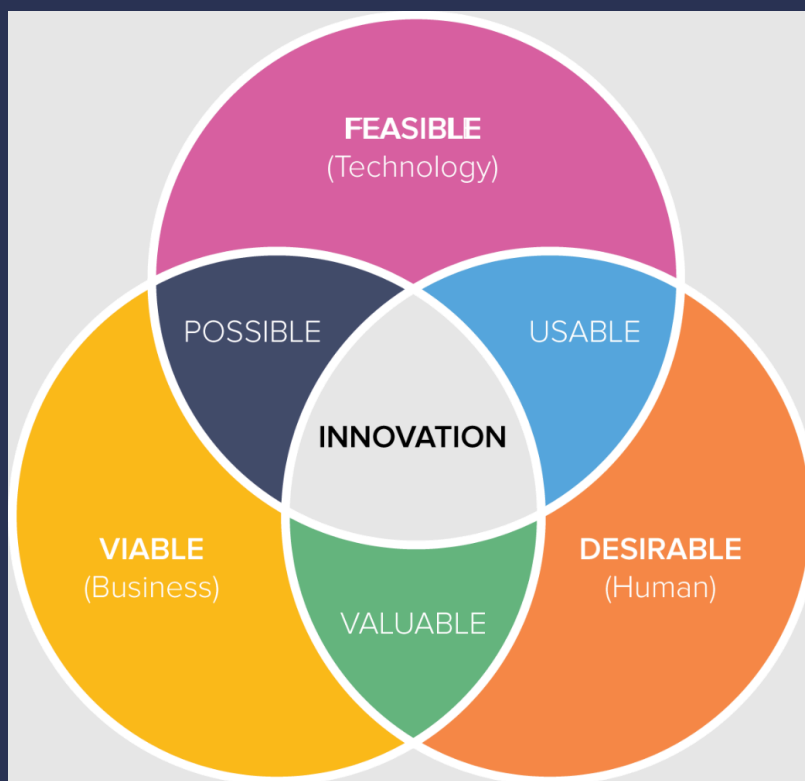 FEASIBLE
(Technology)
POSSIBLE
USABLE
INNOVATION
VIABLE
(Business)
DESIRABLE
(Human)
VALUABLE